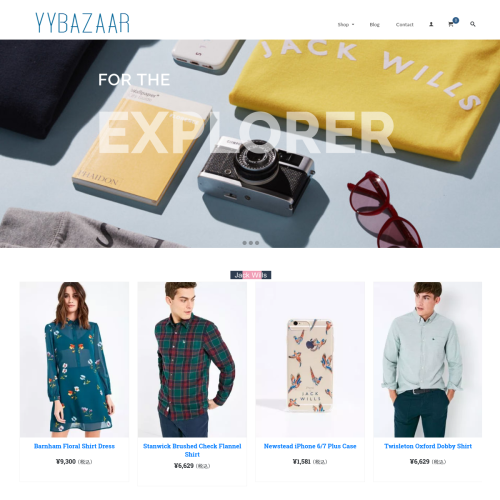 YYBAZAAR
Shop
Blog
Contact
FOR THE
EXPLORER
JACK WILLS
PHAIDON
Jack Wills
JACK
WILLS
Barnham Floral Shirt Dress
¥9,300 (税込)
Stanwick Brushed Check Flannel
Shirt
¥6,629 (税込)
Newstead iPhone 6/7 Plus Case
¥1,581 (税込)
Twisleton Oxford Dobby Shirt
¥6,629 (税込)